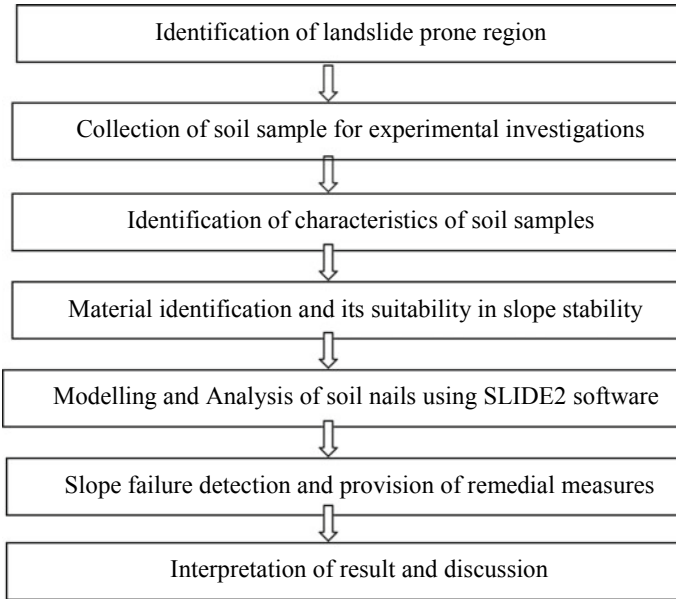 Identification of landslide prone region
Collection of soil sample for experimental investigations
Identification of characteristics of soil samples
Material identification and its suitability in slope stability
Modelling and Analysis of soil nails using SLIDE2 software
Slope failure detection and provision of remedial measures
Interpretation of result and discussion